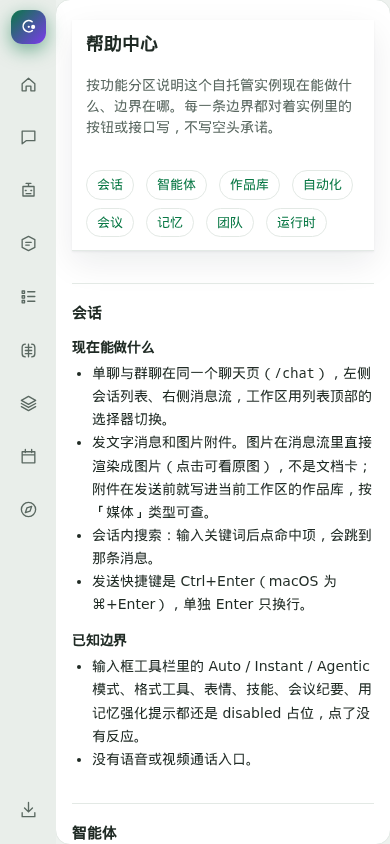 帮助中心
按功能分区说明这个自托管实例现在能做什
么、边界在哪。每一条边界都对着实例里的
按钮或接口写，不写空头承诺。
会话 智能体 作品库 自动化
会议 记忆 团队 运行时
会话
现在能做什么
• 单聊与群聊在同一个聊天页（/chat），左侧
会话列表、右侧消息流，工作区用列表顶部的
选择器切换。
• 发文字消息和图片附件。图片在消息流里直接
渲染成图片（点击可看原图），不是文档卡；
附件在发送前就写进当前工作区的作品库，按
「媒体」类型可查。
• 会话内搜索：输入关键词后点命中项，会跳到
那条消息。
• 发送快捷键是 Ctrl+Enter（macOS 为
⌘+Enter），单独 Enter 只换行。
已知边界
• 输入框工具栏里的 Auto / Instant / Agentic
模式、格式工具、表情、技能、会议纪要、用
记忆强化提示都还是 disabled 占位，点了没
有反应。
• 没有语音或视频通话入口。
智能体